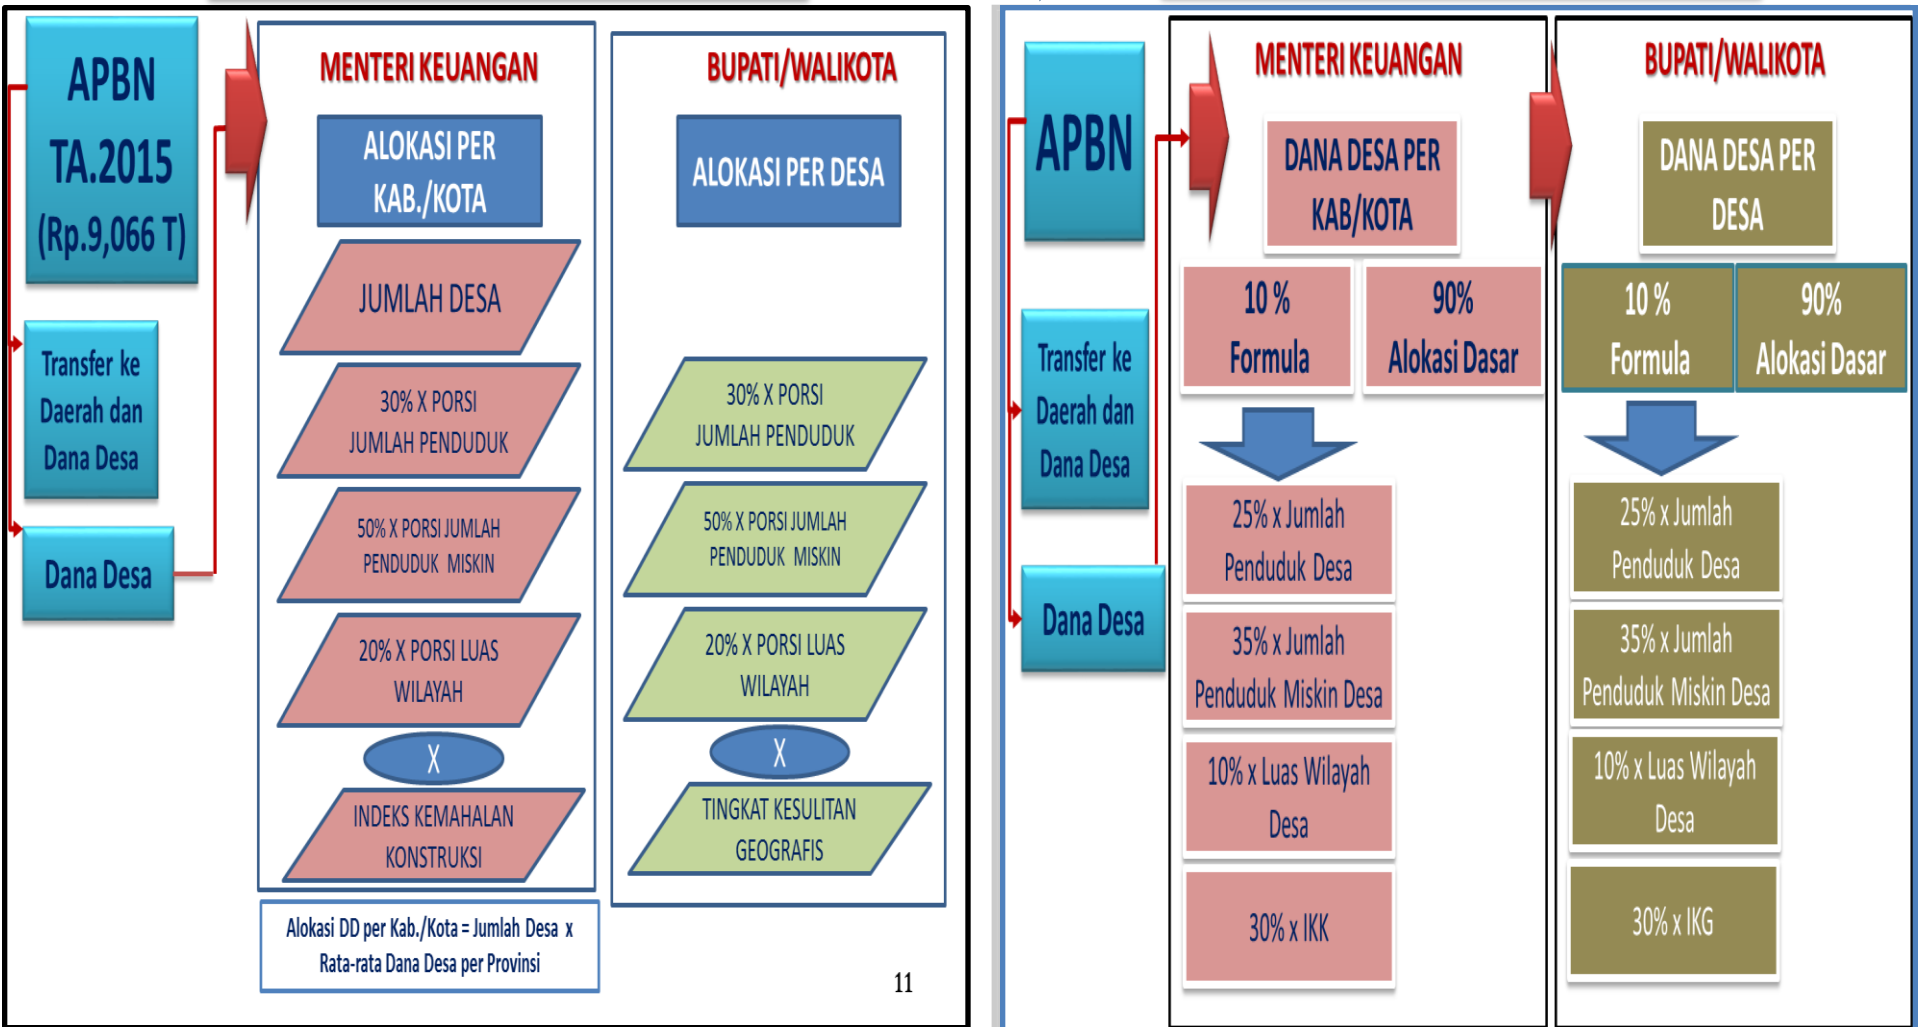 APBN
TA.2015
(Rp.9,066 T)
Transfer ke
Daerah dan
Dana Desa
Dana Desa
MENTERI KEUANGAN
ALOKASI PER
KAB./KOTA
JUMLAH DESA
30% X PORSI
JUMLAH PENDUDUK
50% X PORSI JUMLAH
PENDUDUK MISKIN
20% X PORSI LUAS
WILAYAH
X
INDEKS KEMAHALAN
KONSTRUKSI
Alokasi DD per Kab./Kota = Jumlah Desa x
Rata-rata Dana Desa per Provinsi
BUPATI/WALIKOTA
ALOKASI PER DESA
30% X PORSI
JUMLAH PENDUDUK
50% X PORSI JUMLAH
PENDUDUK MISKIN
20% X PORSI LUAS
WILAYAH
X
TINGKAT KESULITAN
GEOGRAFIS
11
APBN
Transfer ke
Daerah dan
Dana Desa
Dana Desa
MENTERI KEUANGAN
DANA DESA PER
KAB/KOTA
10 %
Formula
90%
Alokasi Dasar
25% x Jumlah
Penduduk Desa
35% x Jumlah
Penduduk Miskin Desa
10% x Luas Wilayah
Desa
30% x IKK
BUPATI/WALIKOTA
DANA DESA PER
DESA
10 %
Formula
90%
Alokasi Dasar
25% x Jumlah
Penduduk Desa
35% x Jumlah
Penduduk Miskin Desa
10% x Luas Wilayah
Desa
30% x IKG